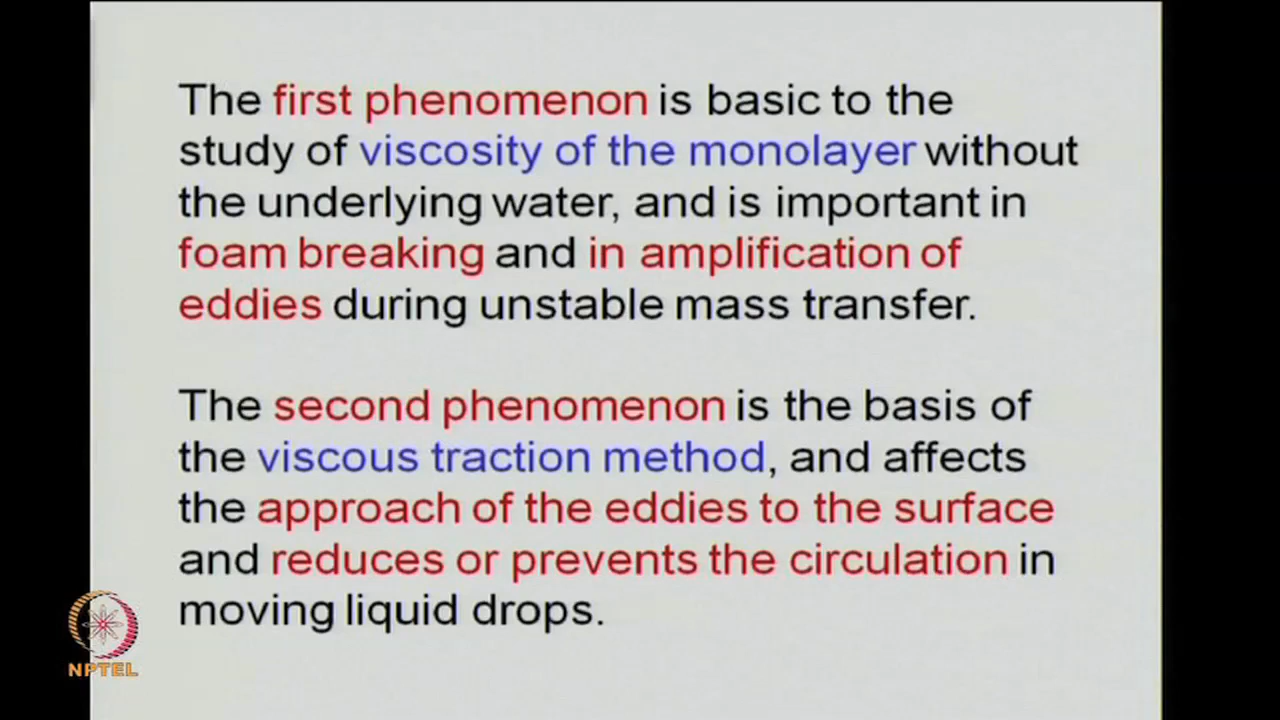 The first phenomenon is basic to the
study of viscosity of the monolayer without
the underlying water, and is important in
foam breaking and in amplification of
eddies during unstable mass transfer.
The second phenomenon is the basis of
the viscous traction method, and affects
the approach of the eddies to the surface
and reduces or prevents the circulation in
moving liquid drops.
NPTEL